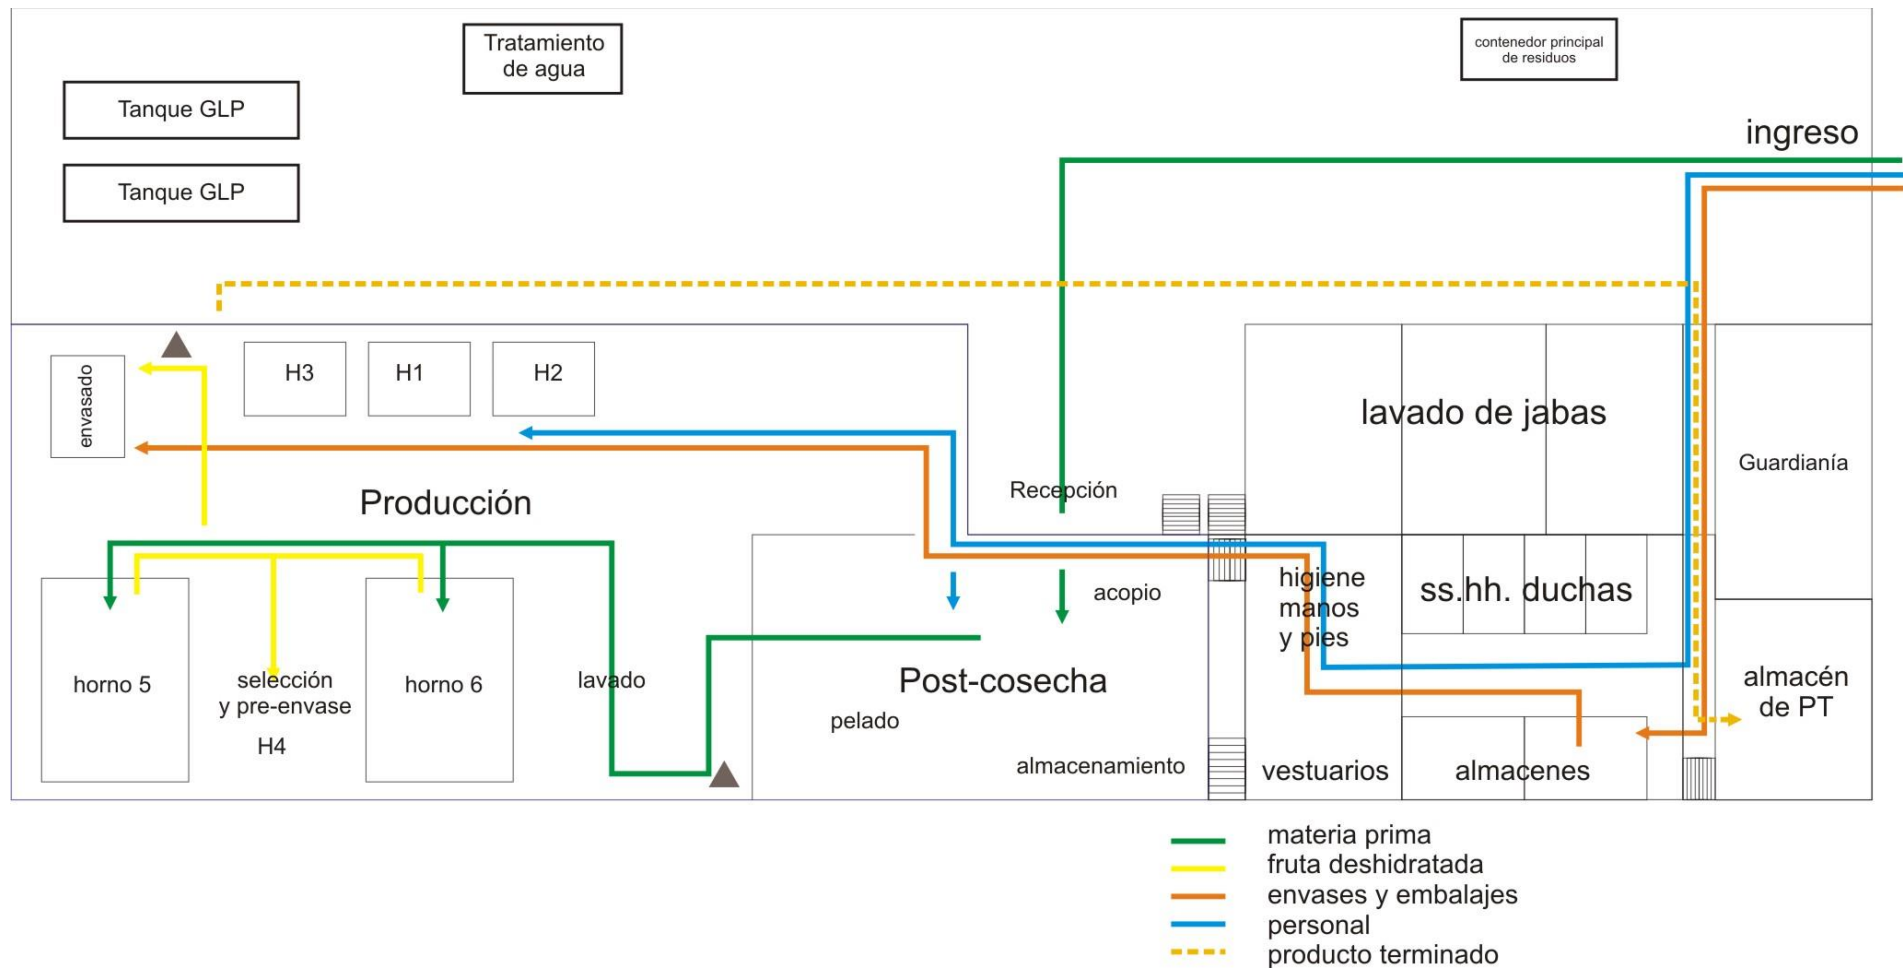 Tratamiento
de agua
contenedor principal
de residuos
Tanque GLP
Tanque GLP
ingreso
envasado
H3
H1
H2
lavado de jabas
Guardianía
Recepción
Producción
higiene
manos
y pies
ss.hh. duchas
acopio
horno 5
selección
y pre-envase
H4
horno 6
lavado
Post-cosecha
pelado
almacenamiento
vestuarios
almacenes
almacén
de PT
materia prima
fruta deshidratada
envases y embalajes
personal
producto terminado